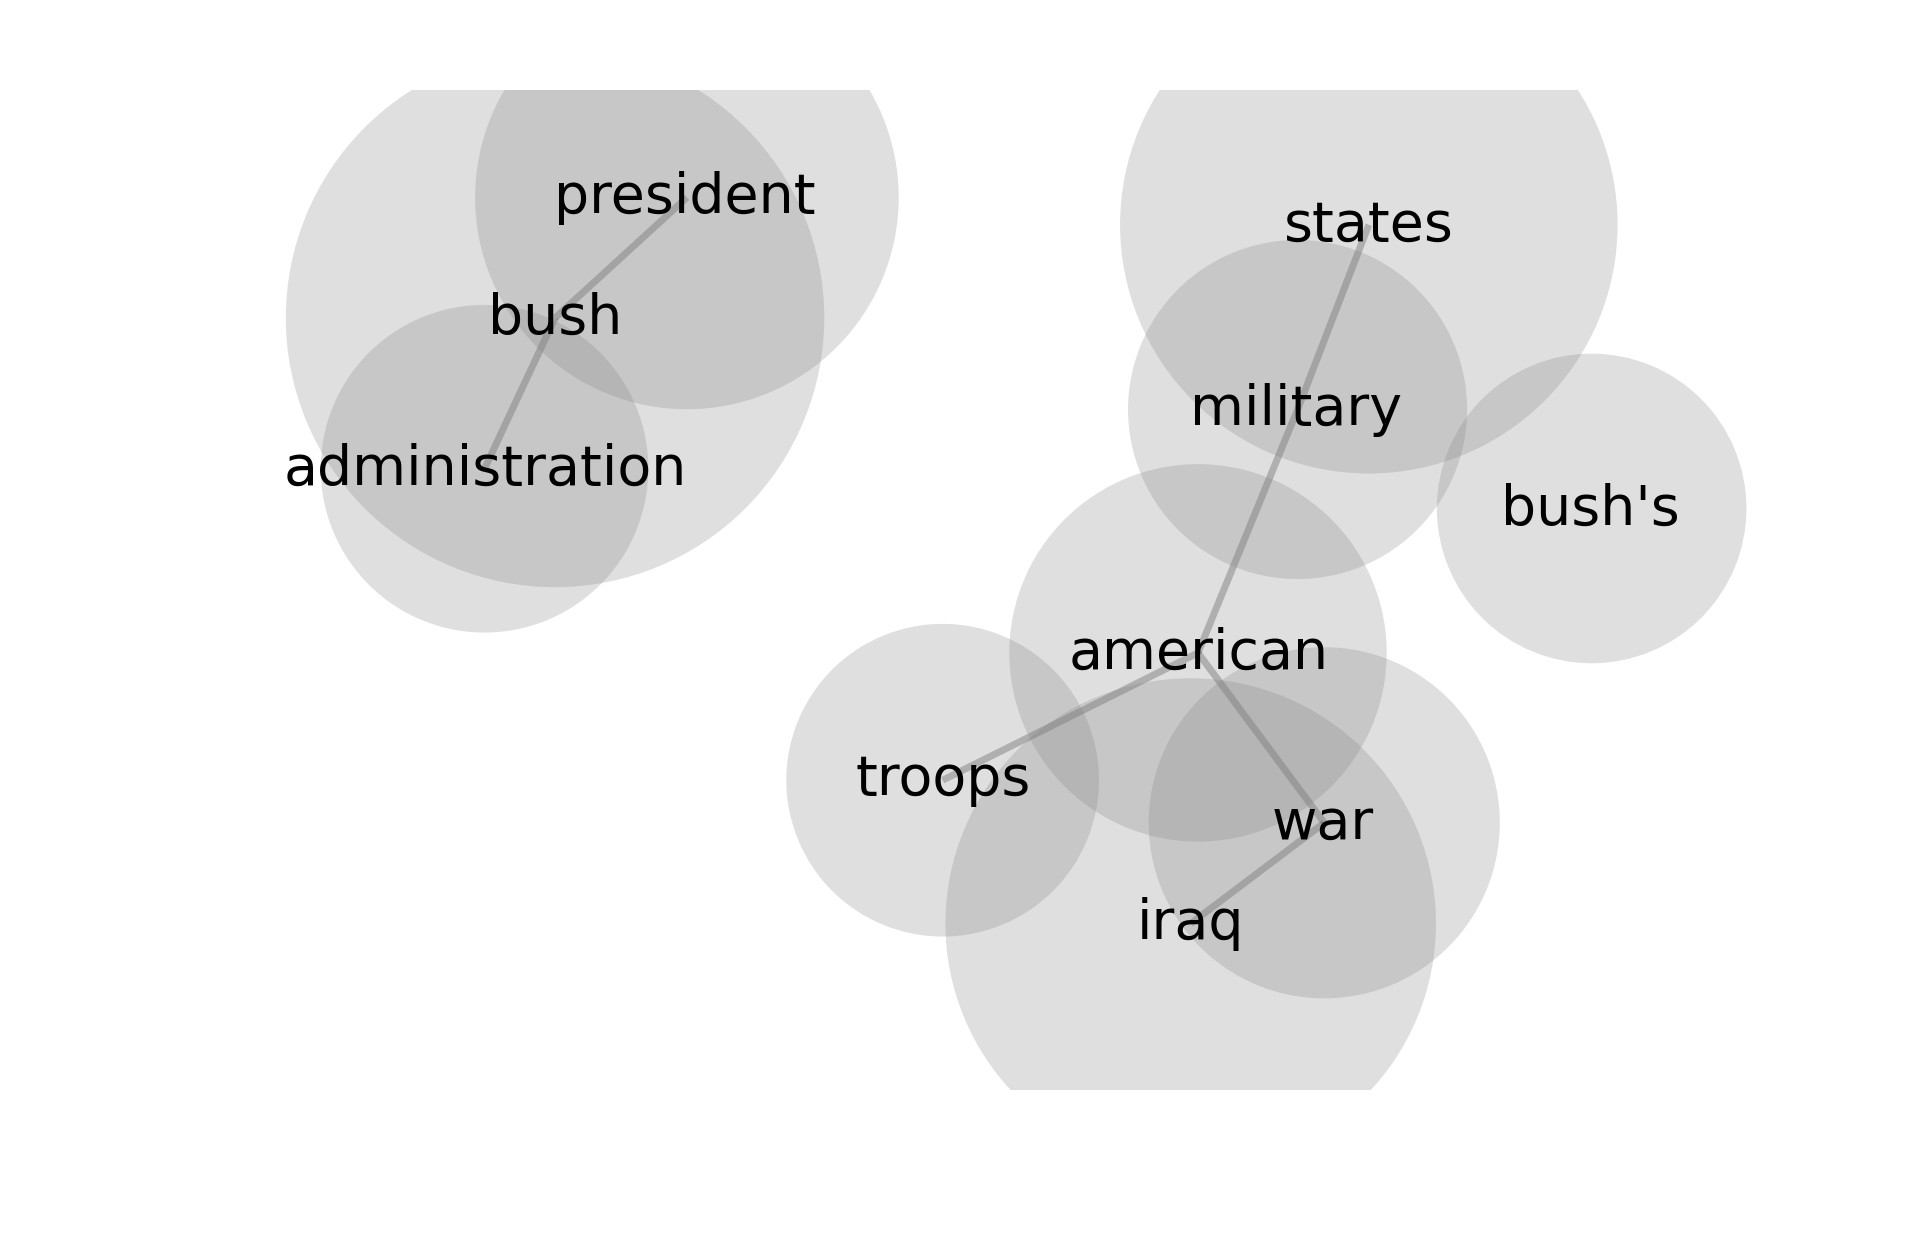 president
states
bush
military
administration
bush's
american
troops
war
iraq